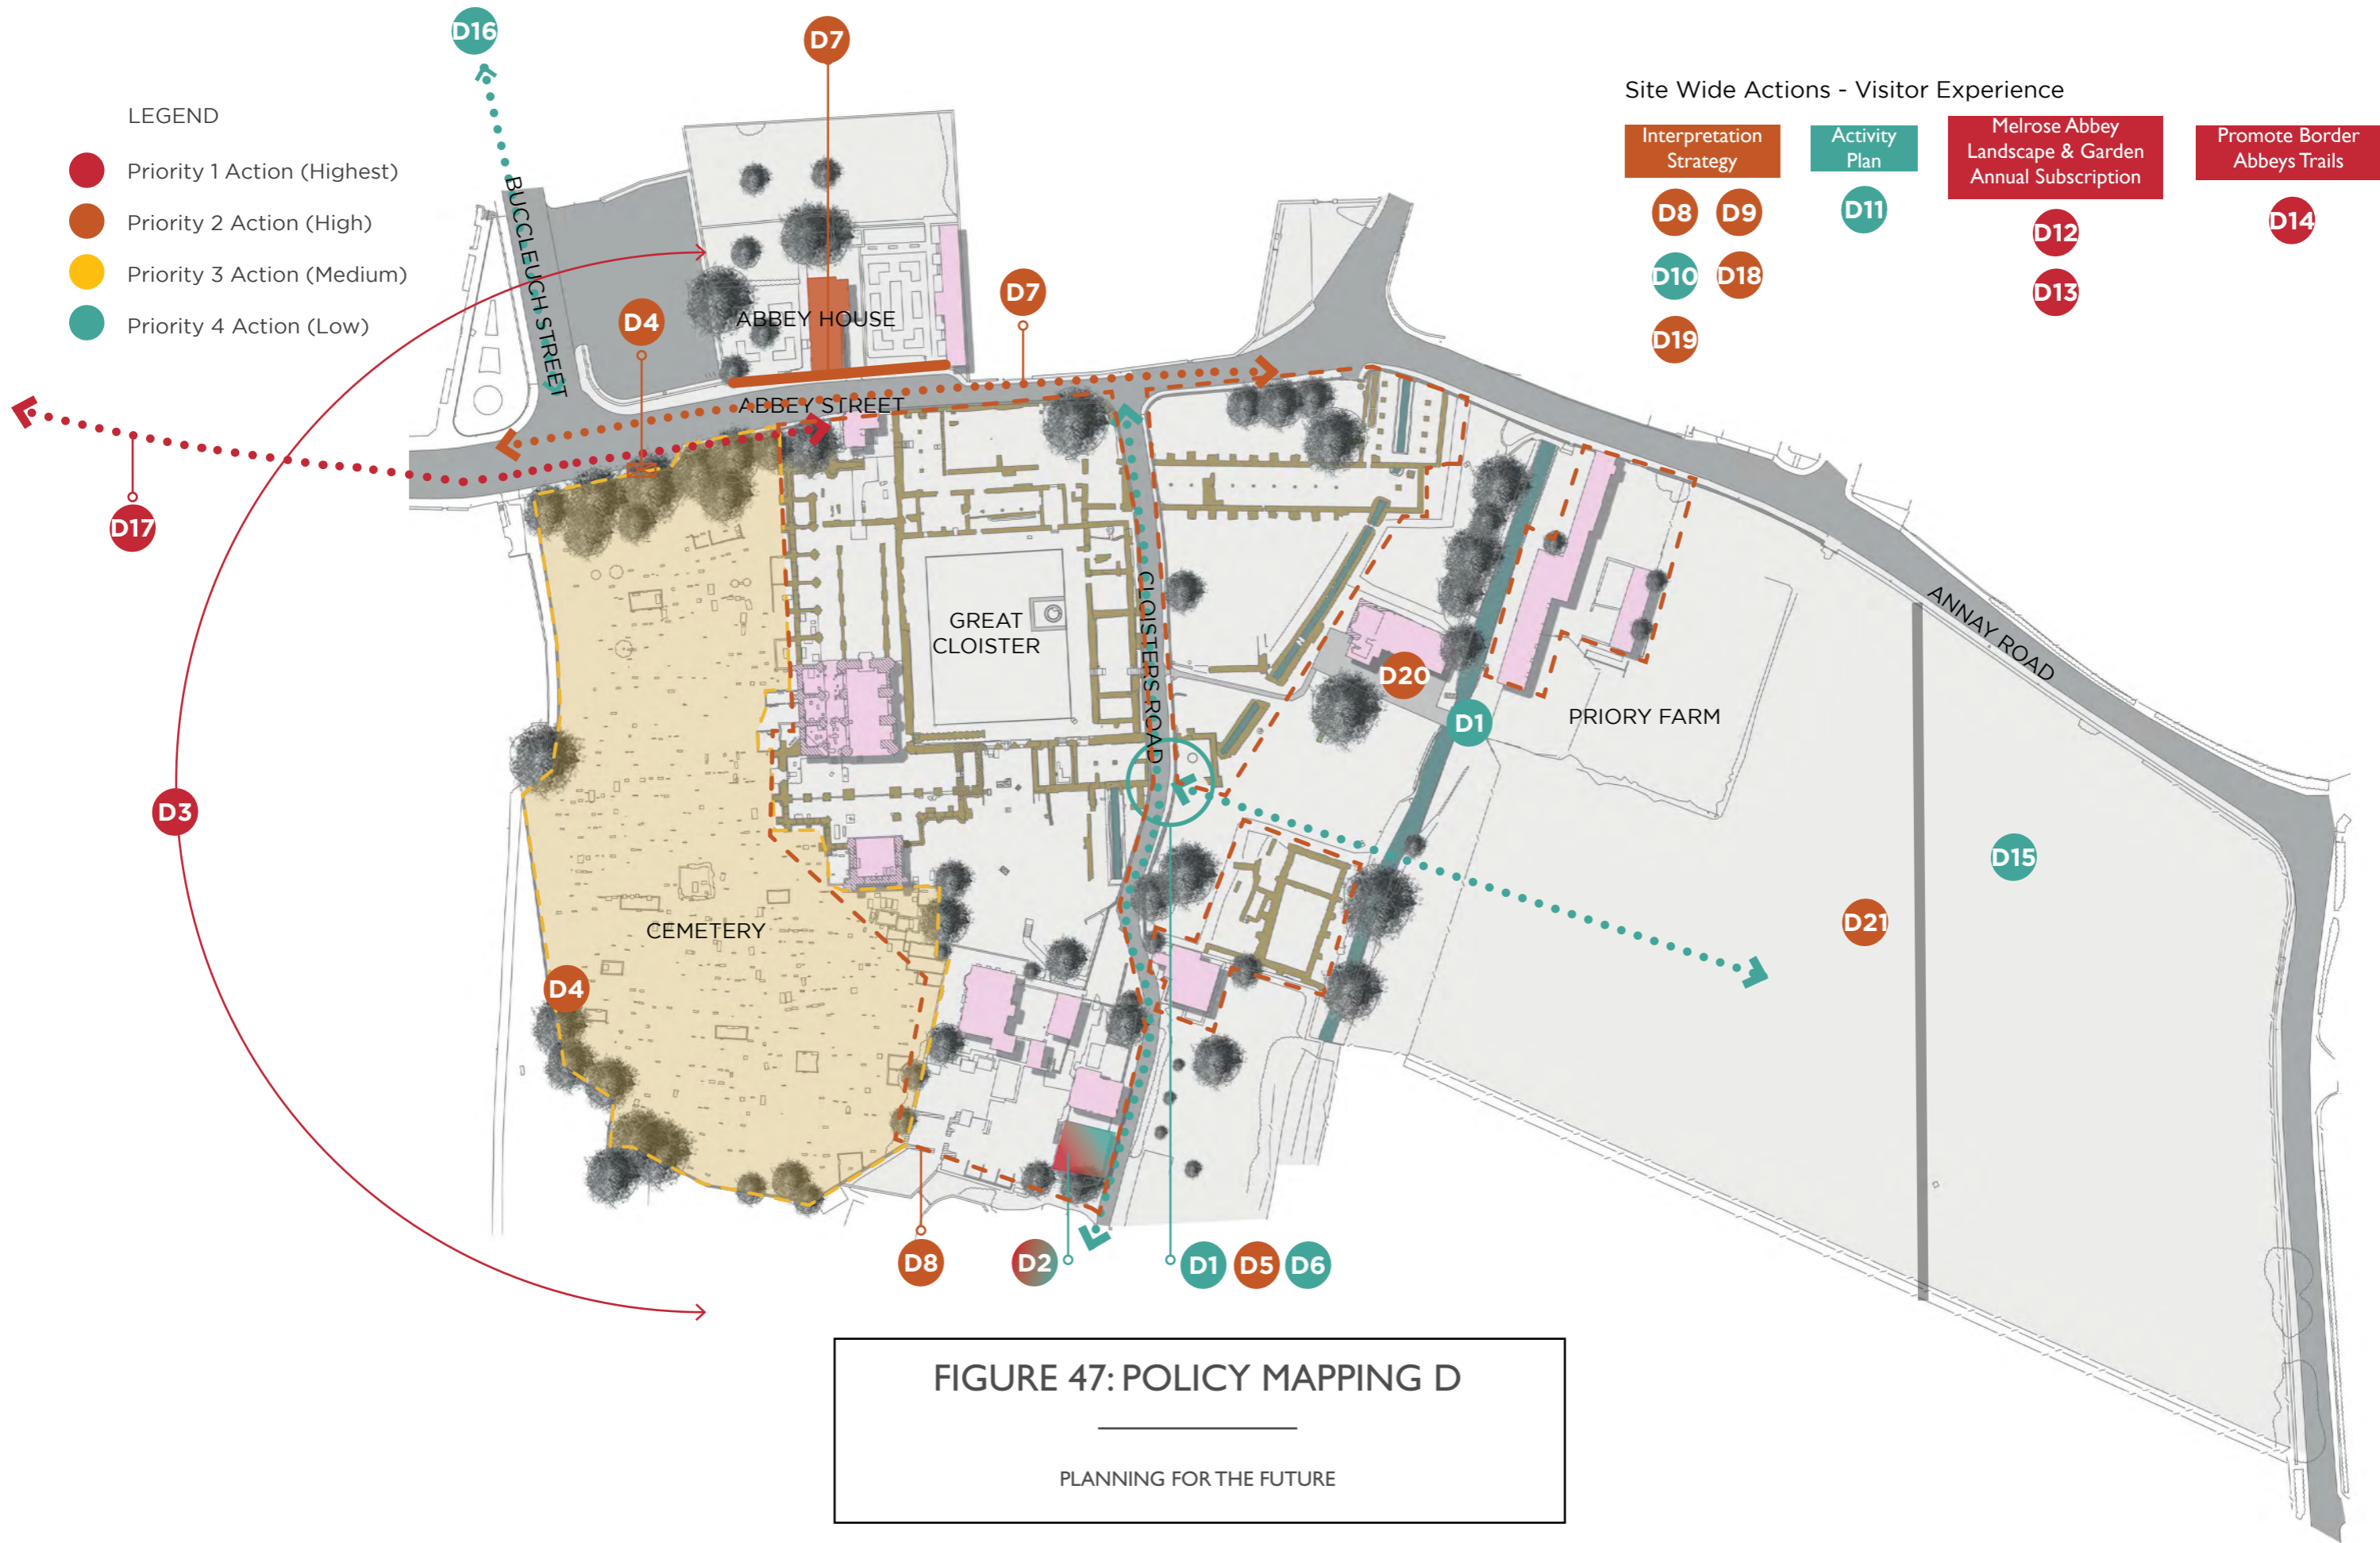 D16
D7
LEGEND
Priority 1 Action (Highest)
Priority 2 Action (High)
Priority 3 Action (Medium)
Priority 4 Action (Low)
Site Wide Actions - Visitor Experience
Interpretation
Strategy
D8 D9
D10 D18
D19
Activity
Plan
D11
Melrose Abbey
Landscape & Garden
Annual Subscription
D12
D13
Promote Border
Abbeys Trails
D14
BUCCLEUCH STREET
D4
ABBEY HOUSE
D7
ABBEY STREET
D17
GREAT
CLOISTER
CLOISTERS ROAD
D20
D1
PRIORY FARM
ANNAY ROAD
D3
D15
D21
CEMETERY
D4
D8
D2
D1 D5 D6
FIGURE 47: POLICY MAPPING D
PLANNING FOR THE FUTURE